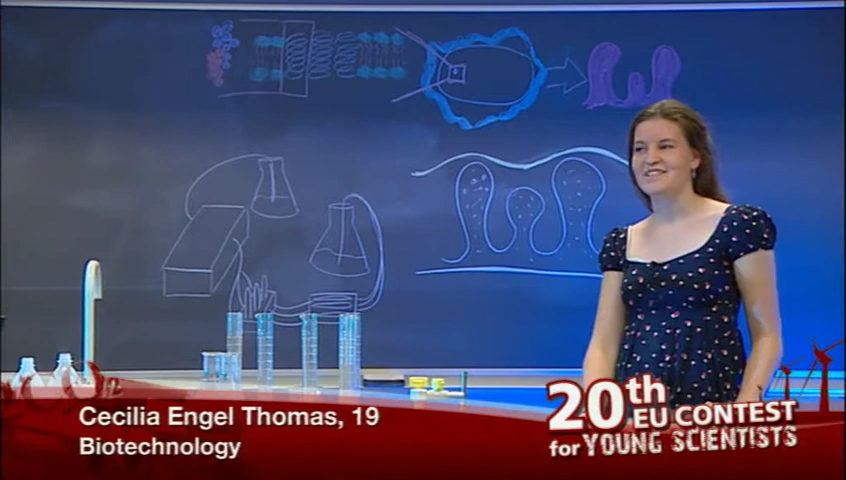 Cecilia Engel Thomas, 19
Biotechnology
20th
EU CONTEST
for YOUNG SCIENTISTS